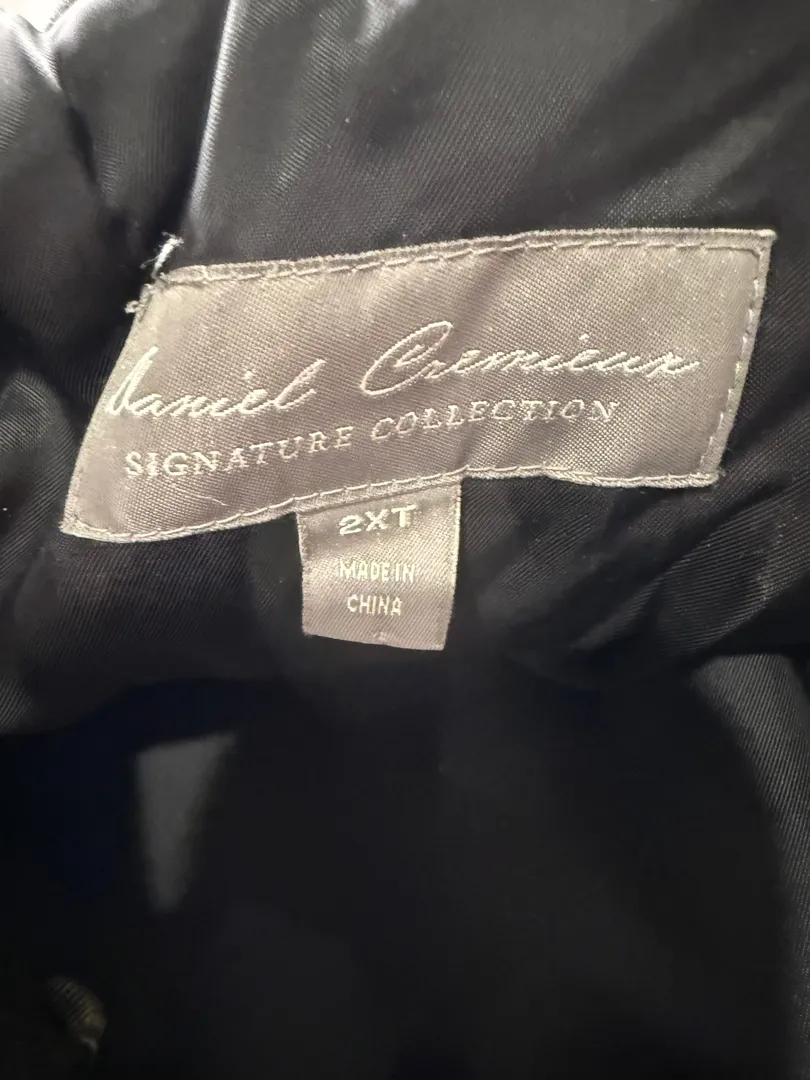 Daniel Cremieux
SIGNATURE COLLECTION
2XT
MADE IN
CHINA